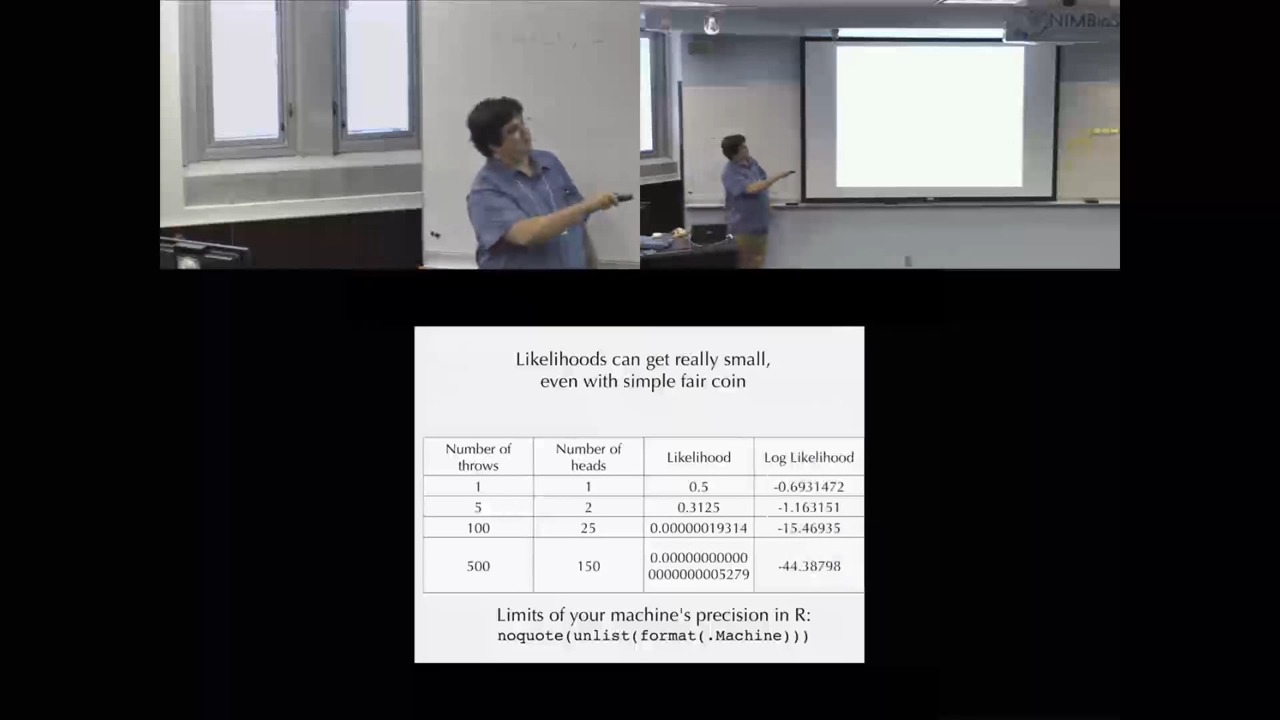 NIMBioS
Likelihoods can get really small,
even with simple fair coin
Number of throws Number of heads Likelihood Log Likelihood
1 1 0.5 -0.6931472
5 2 0.3125 -1.163151
100 25 0.00000019314 -15.46935
500 150 0.00000000000 0000000005279 -44.38798
Limits of your machine's precision in R:
noquote(unlist(format(.Machine)))